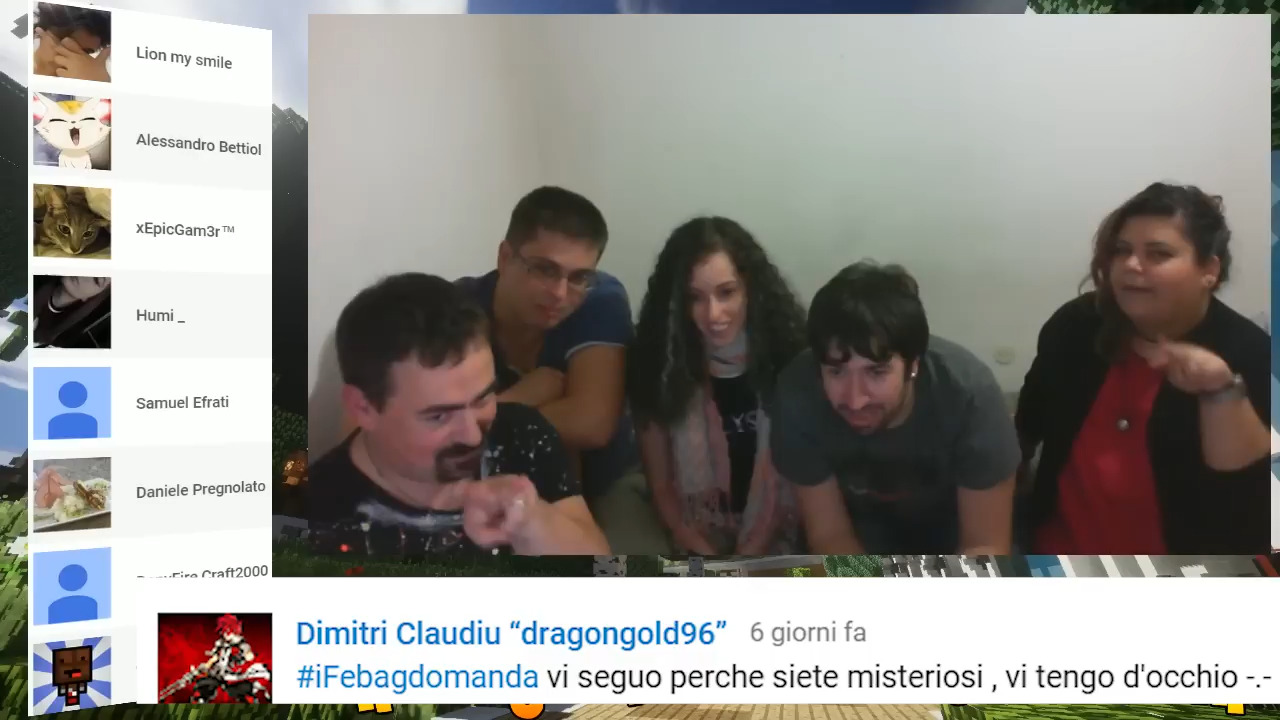 Lion my smile
Alessandro Bettiol
xEpicGam3r™
Humi _
Samuel Efrati
Daniele Pregnolato
Craft2000
Dimitri Claudiu “dragongold96” 6 giorni fa
#iFebagdomanda vi seguo perche siete misteriosi , vi tengo d'occhio -.-